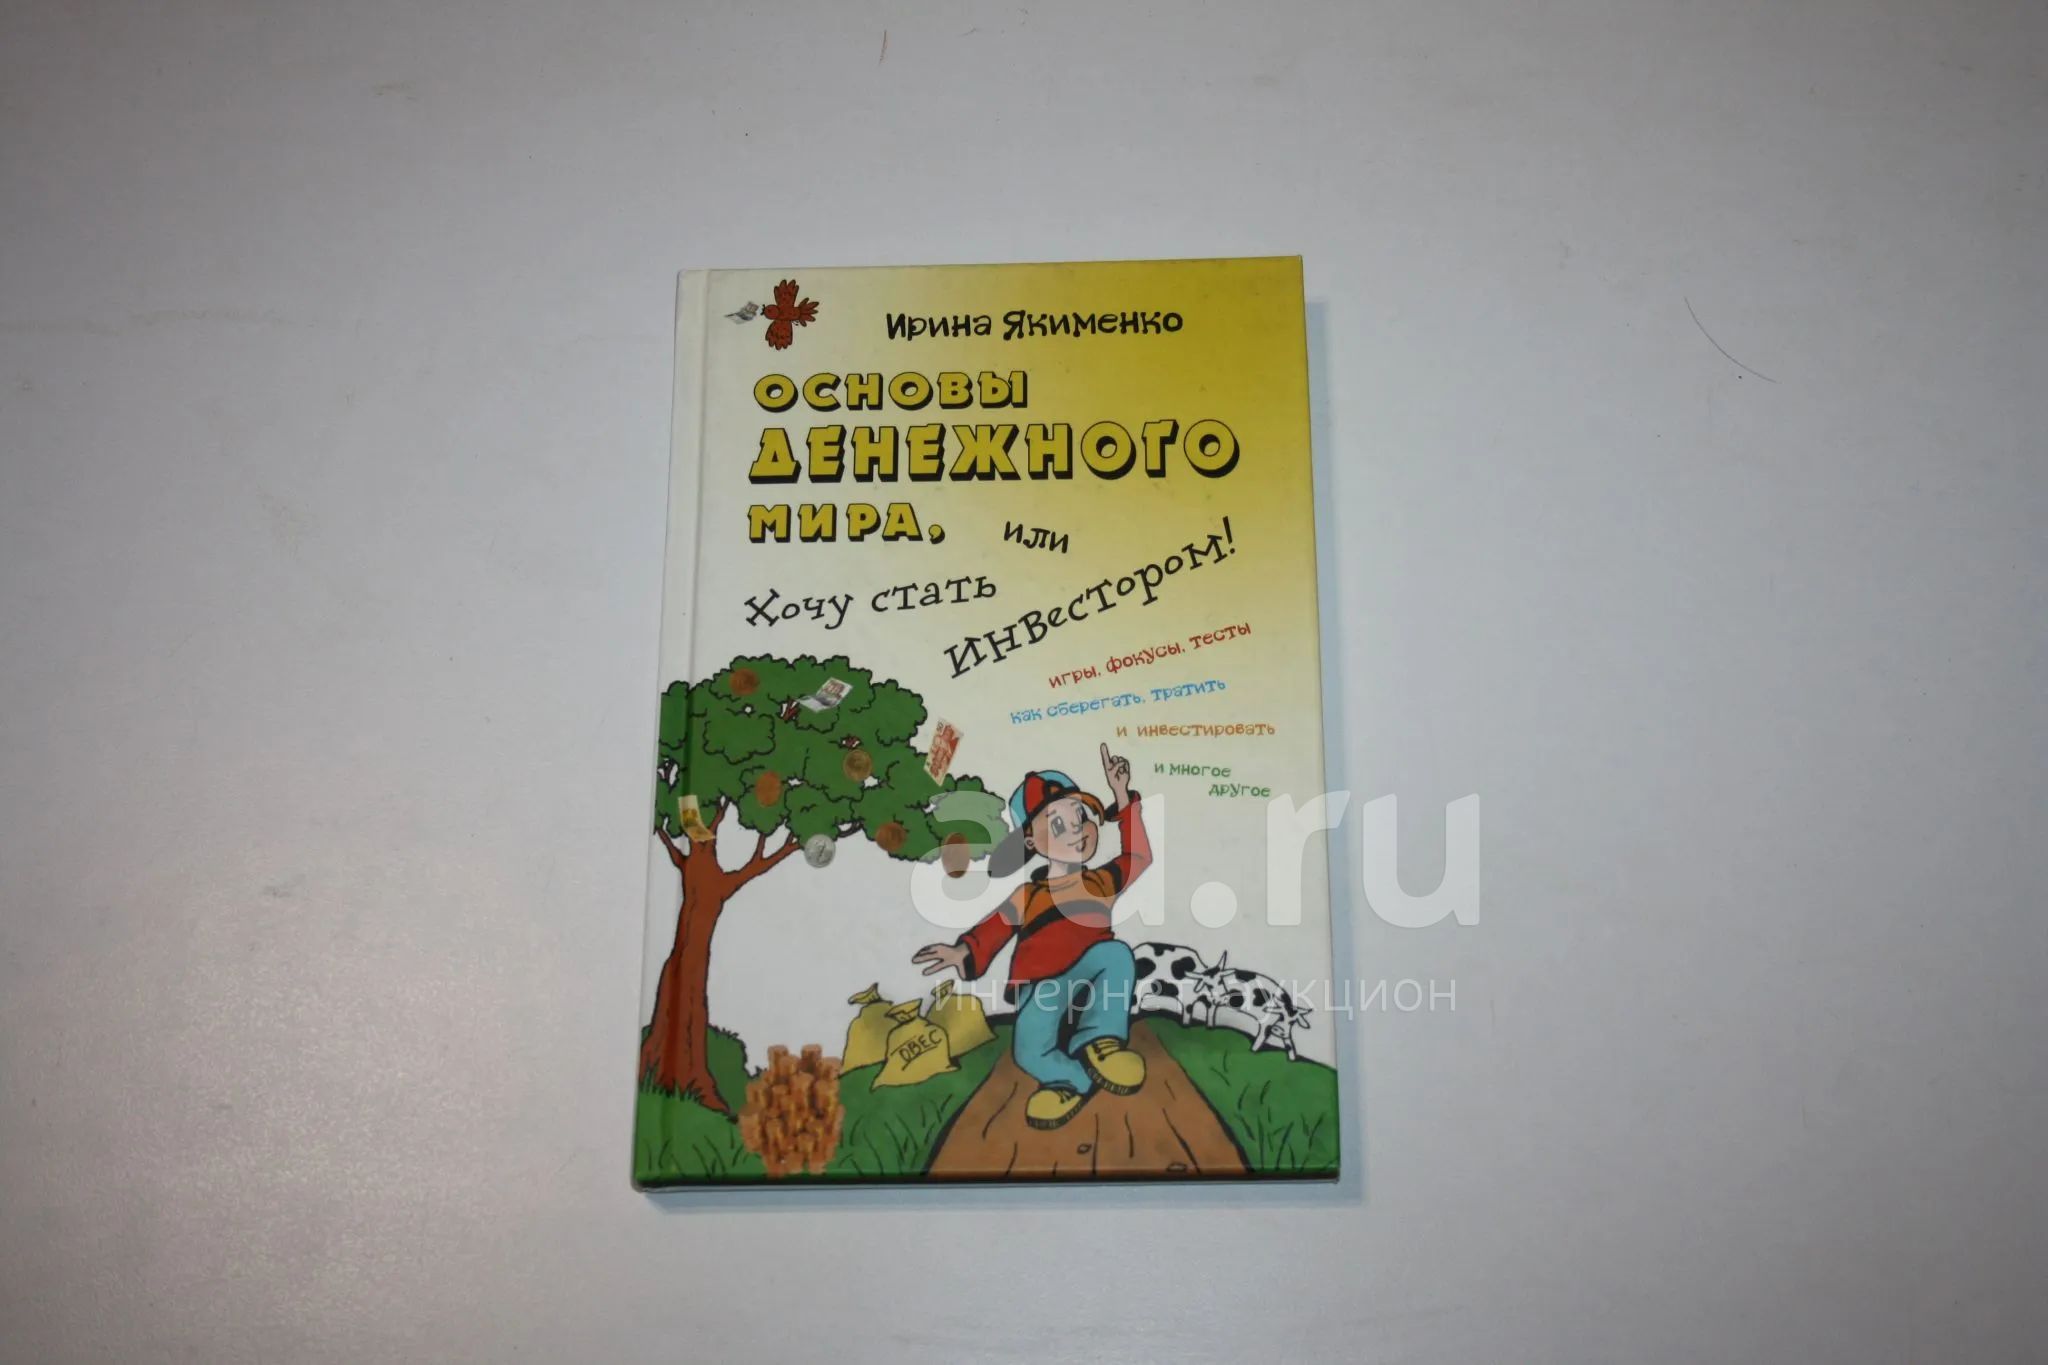 Ирина Якименко
ОСНОВЫ
ДЕНЕЖНОГО
МИРА, или
Хочу стать
инвестором!
игры, фокусы, тесты
как сберегать, тратить
и инвестировать
и многое
другое
au.ru
интернет-аукцион
ОВЕС